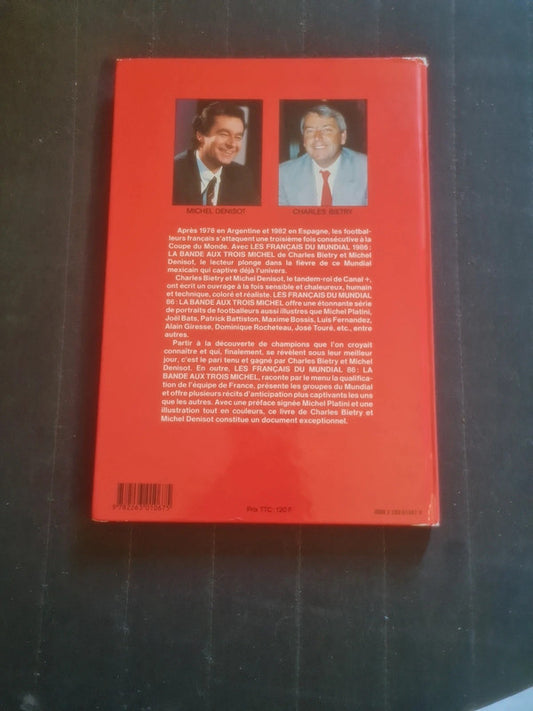 MICHEL DENISOT
CHARLES BIETRY
Après 1978 en Argentine et 1982 en Espagne, les footbal-
leurs français s'attaquent une troisième fois consécutive à la
Coupe du Monde. Avec LES FRANÇAIS DU MUNDIAL 1986:
LA BANDE AUX TROIS MICHEL de Charles Bietry et Michel
Denisot, le lecteur plonge dans la fièvre de ce Mundial
mexicain qui captive déjà l'univers.
Charles Bietry et Michel Denisot, le tandem-roi de Canal +,
ont écrit un ouvrage à la fois sensible et chaleureux, humain
et technique, coloré et réaliste. LES FRANÇAIS DU MUNDIAL
86: LA BANDE AUX TROIS MICHEL offre une étonnante série
de portraits de footballeurs aussi illustres que Michel Platini,
Joël Bats, Patrick Battiston, Maxime Bossis, Luis Fernandez,
Alain Giresse, Dominique Rocheteau, José Touré, etc., entre
autres.
Partir à la découverte de champions que l'on croyait
connaître et qui, finalement, se révèlent sous leur meilleur
jour, c'est le pari tenu et gagné par Charles Bietry et Michel
Denisot. En outre, LES FRANÇAIS DU MUNDIAL 86: LA
BANDE AUX TROIS MICHEL, raconte par le menu la qualifica-
tion de l'équipe de France, présente les groupes du Mundial
et offre plusieurs récits d'anticipation plus captivants les uns
que les autres. Avec une préface signée Michel Platini et une
illustration tout en couleurs, ce livre de Charles Bietry et
Michel Denisot constitue un document exceptionnel.
9 782263 010675
Prix TTC: 120 F
ISBN